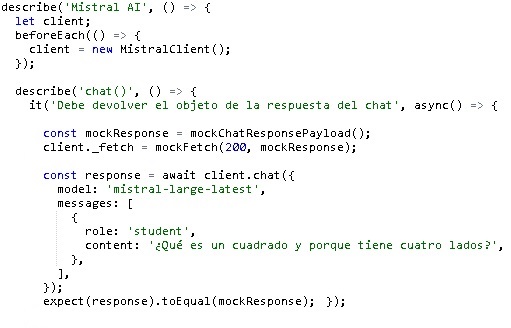 describe('Mistral AI', () => {
  let client;
  beforeEach(() => {
    client = new MistralClient();
  });

  describe('chat()', () => {
    it('Debe devolver el objeto de la respuesta del chat', async() => {

      const mockResponse = mockChatResponsePayload();
      client._fetch = mockFetch(200, mockResponse);

      const response = await client.chat({
        model: 'mistral-large-latest',
        messages: [
          {
            role: 'student',
            content: '¿Qué es un cuadrado y porque tiene cuatro lados?',
          },
        ],
      });
      expect(response).toEqual(mockResponse);  });